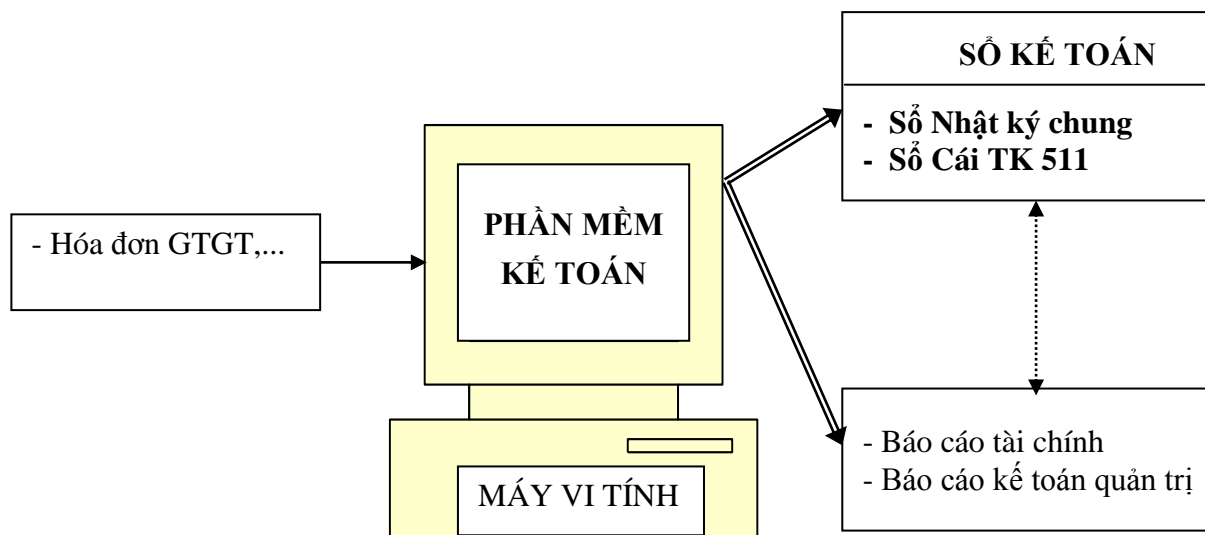 - Hóa đơn GTGT,...
PHẦN MỀM
KẾ TOÁN
MÁY VI TÍNH
SỔ KẾ TOÁN
- Sổ Nhật ký chung
- Sổ Cái TK 511
- Báo cáo tài chính
- Báo cáo kế toán quản trị